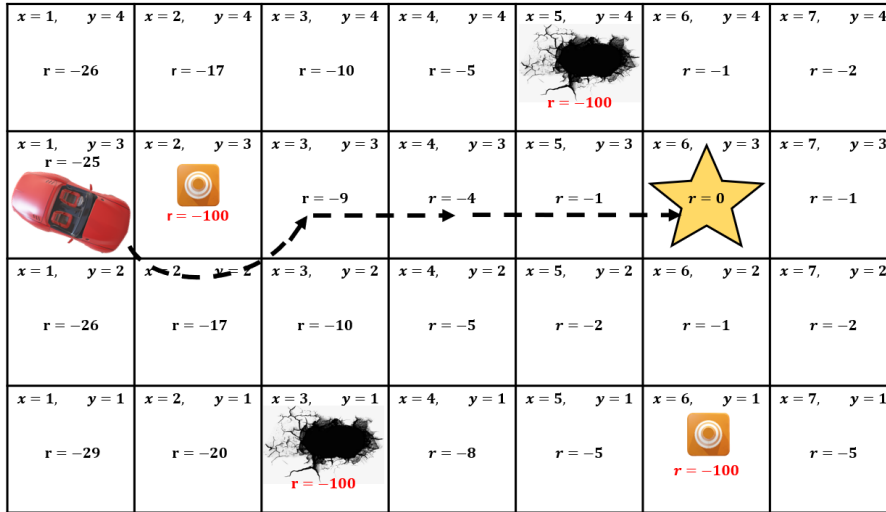 x = 1, y = 4 x = 2, y = 4 x = 3, y = 4 x = 4, y = 4 x = 5, y = 4 x = 6, y = 4 x = 7, y = 4
r = −26 r = −17 r = −10 r = −5 r = −100 r = −1 r = −2
x = 1, y = 3 x = 2, y = 3 x = 3, y = 3 x = 4, y = 3 x = 5, y = 3 x = 6, y = 3 x = 7, y = 3
r = −25 r = −100 r = −9 r = −4 r = −1 r = 0 r = −1
x = 1, y = 2 x = 2, y = 2 x = 3, y = 2 x = 4, y = 2 x = 5, y = 2 x = 6, y = 2 x = 7, y = 2
r = −26 r = −17 r = −10 r = −5 r = −2 r = −1 r = −2
x = 1, y = 1 x = 2, y = 1 x = 3, y = 1 x = 4, y = 1 x = 5, y = 1 x = 6, y = 1 x = 7, y = 1
r = −29 r = −20 r = −100 r = −8 r = −5 r = −100 r = −5